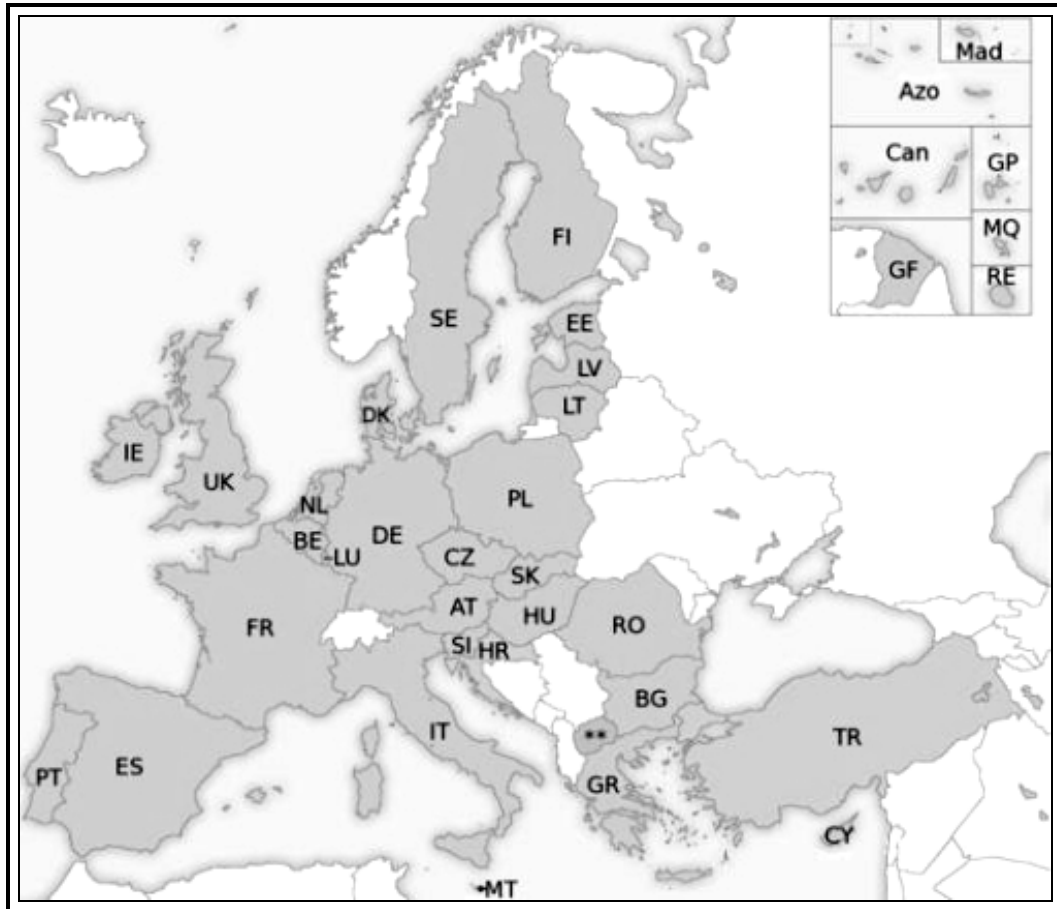 Mad
Azo
Can
GP
MQ
GF
RE
FI
SE
EE
LV
LT
DK
IE
UK
NL
PL
DE
BE
LU
CZ
SK
AT
HU
FR
RO
SI
HR
BG
IT
**
TR
ES
PT
GR
CY
MT